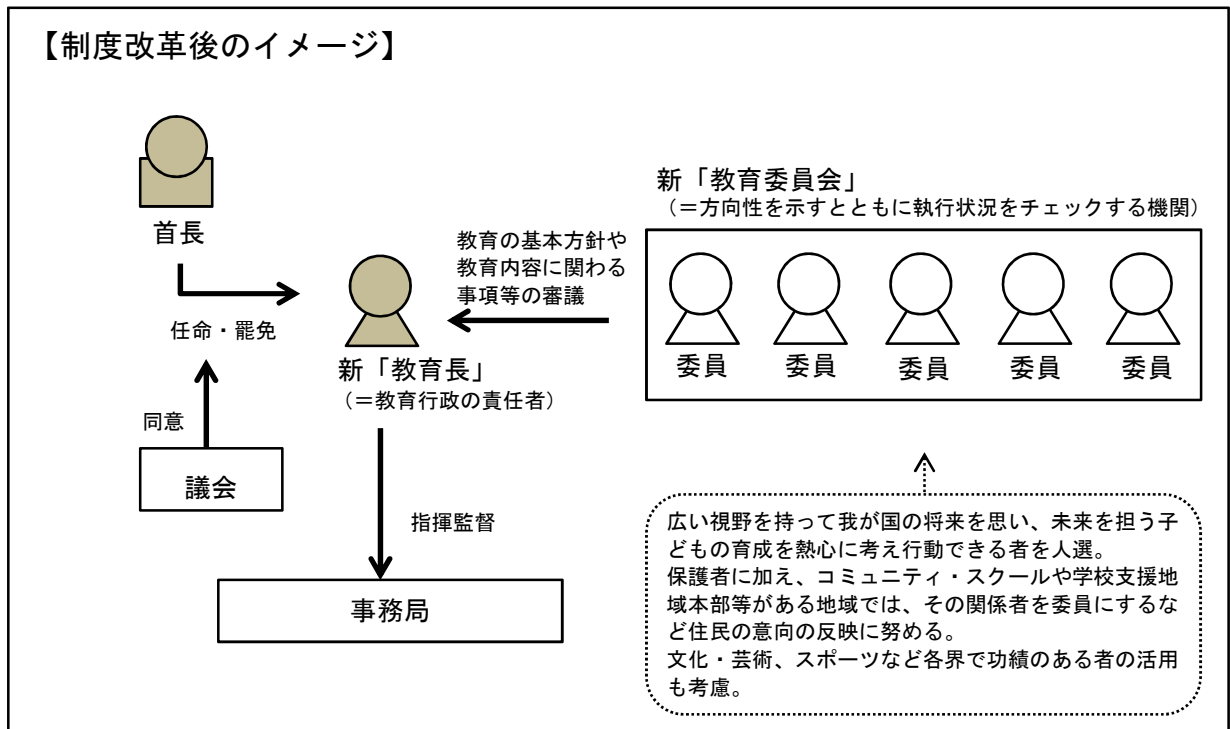 【制度改革後のイメージ】
首長
任命・罷免
同意
議会
新「教育長」
（＝教育行政の責任者）
指揮監督
事務局
教育の基本方針や
教育内容に関わる
事項等の審議
新「教育委員会」
（＝方向性を示すとともに執行状況をチェックする機関）
委員
委員
委員
委員
委員
広い視野を持って我が国の将来を思い、未来を担う子
どもの育成を熱心に考え行動できる者を人選。
保護者に加え、コミュニティ・スクールや学校支援地
域本部等がある地域では、その関係者を委員にするな
ど住民の意向の反映に努める。
文化・芸術、スポーツなど各界で功績のある者の活用
も考慮。